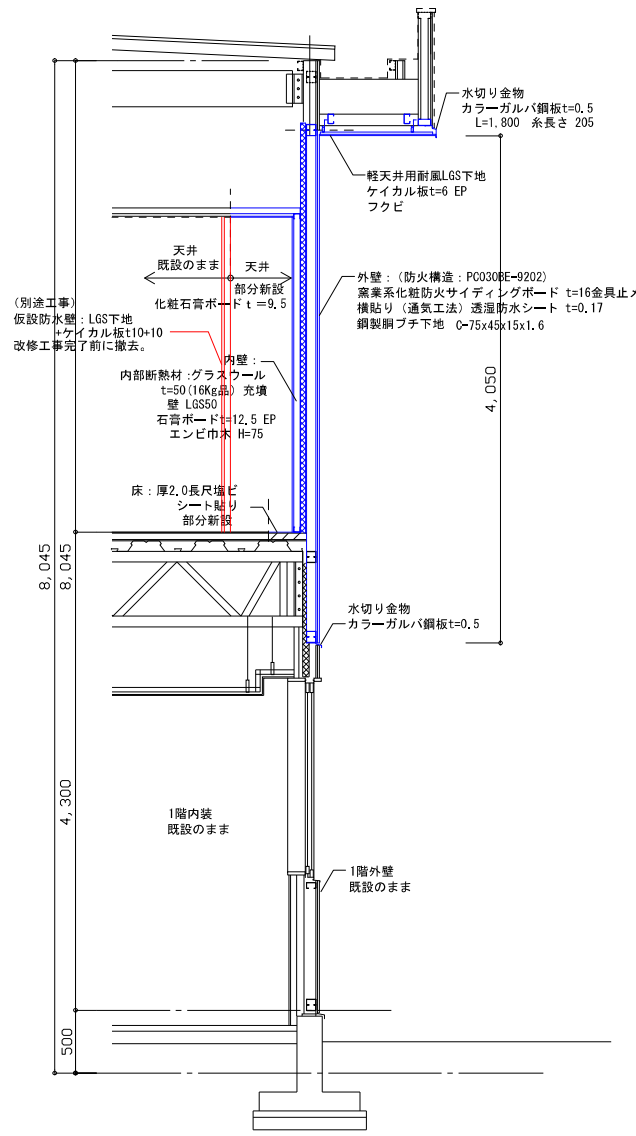 水切り金物
カラーガルバ鋼板t=0.5
L=1,800 糸長さ 205
軽天井用耐風LGS下地
ケイカル板t=6 EP
フクビ
天井
既設のまま
天井
部分新設
化粧石膏ボードｔ＝9.5
外壁：（防火構造：PC030BE-9202）
窯業系化粧防火サイディングボード t=16金具止メ
横貼り（通気工法）透湿防水シート t=0.17
鋼製胴ブチ下地 C-75x45x15x1.6
(別途工事)
仮設防水壁：LGS下地
+ケイカル板t10+10
改修工事完了前に撤去。
内壁：
内部断熱材：グラスウール
t=50(16Kg品) 充墳
壁 LGS50
石膏ボードt=12.5 EP
エンビ巾木 H=75
4,050
床：厚2.0長尺塩ビ
シート貼り
部分新設
8,045
8,045
水切り金物
カラーガルバ鋼板t=0.5
4,300
1階内装
既設のまま
1階外壁
既設のまま
500